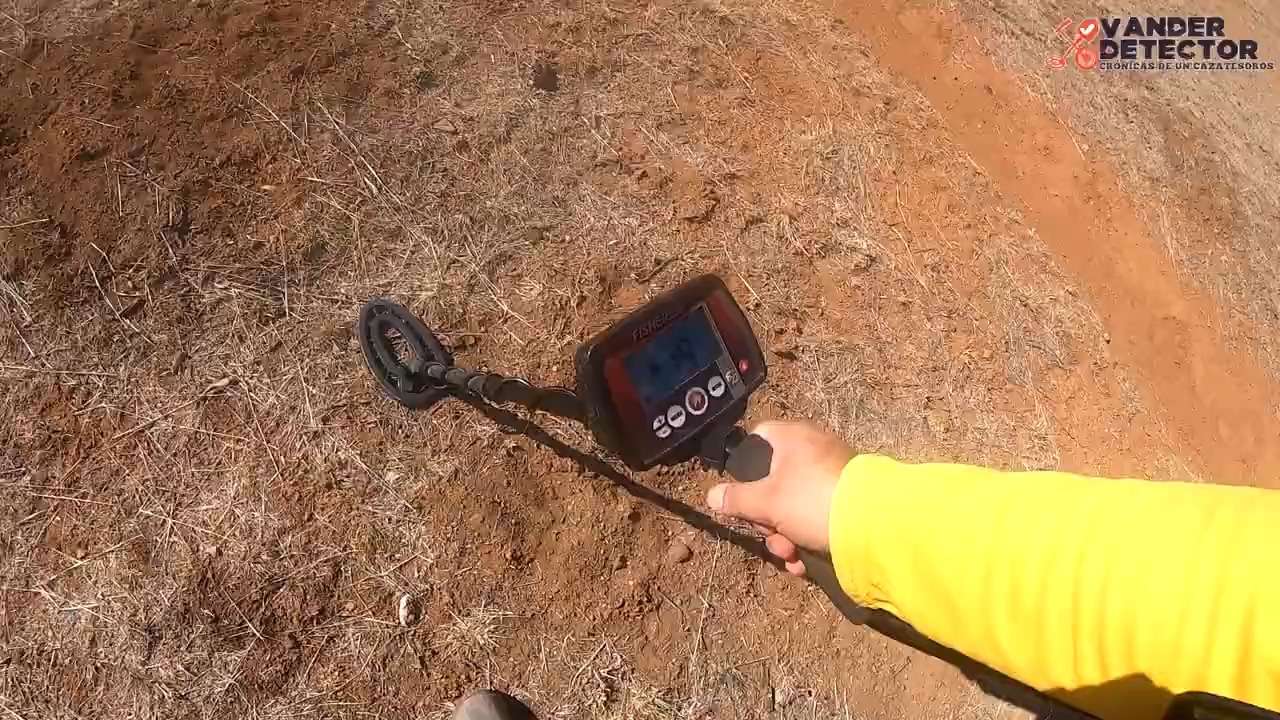 VANDER
DETECTOR
CRÓNICAS DE UN CAZATESOROS
FISHER